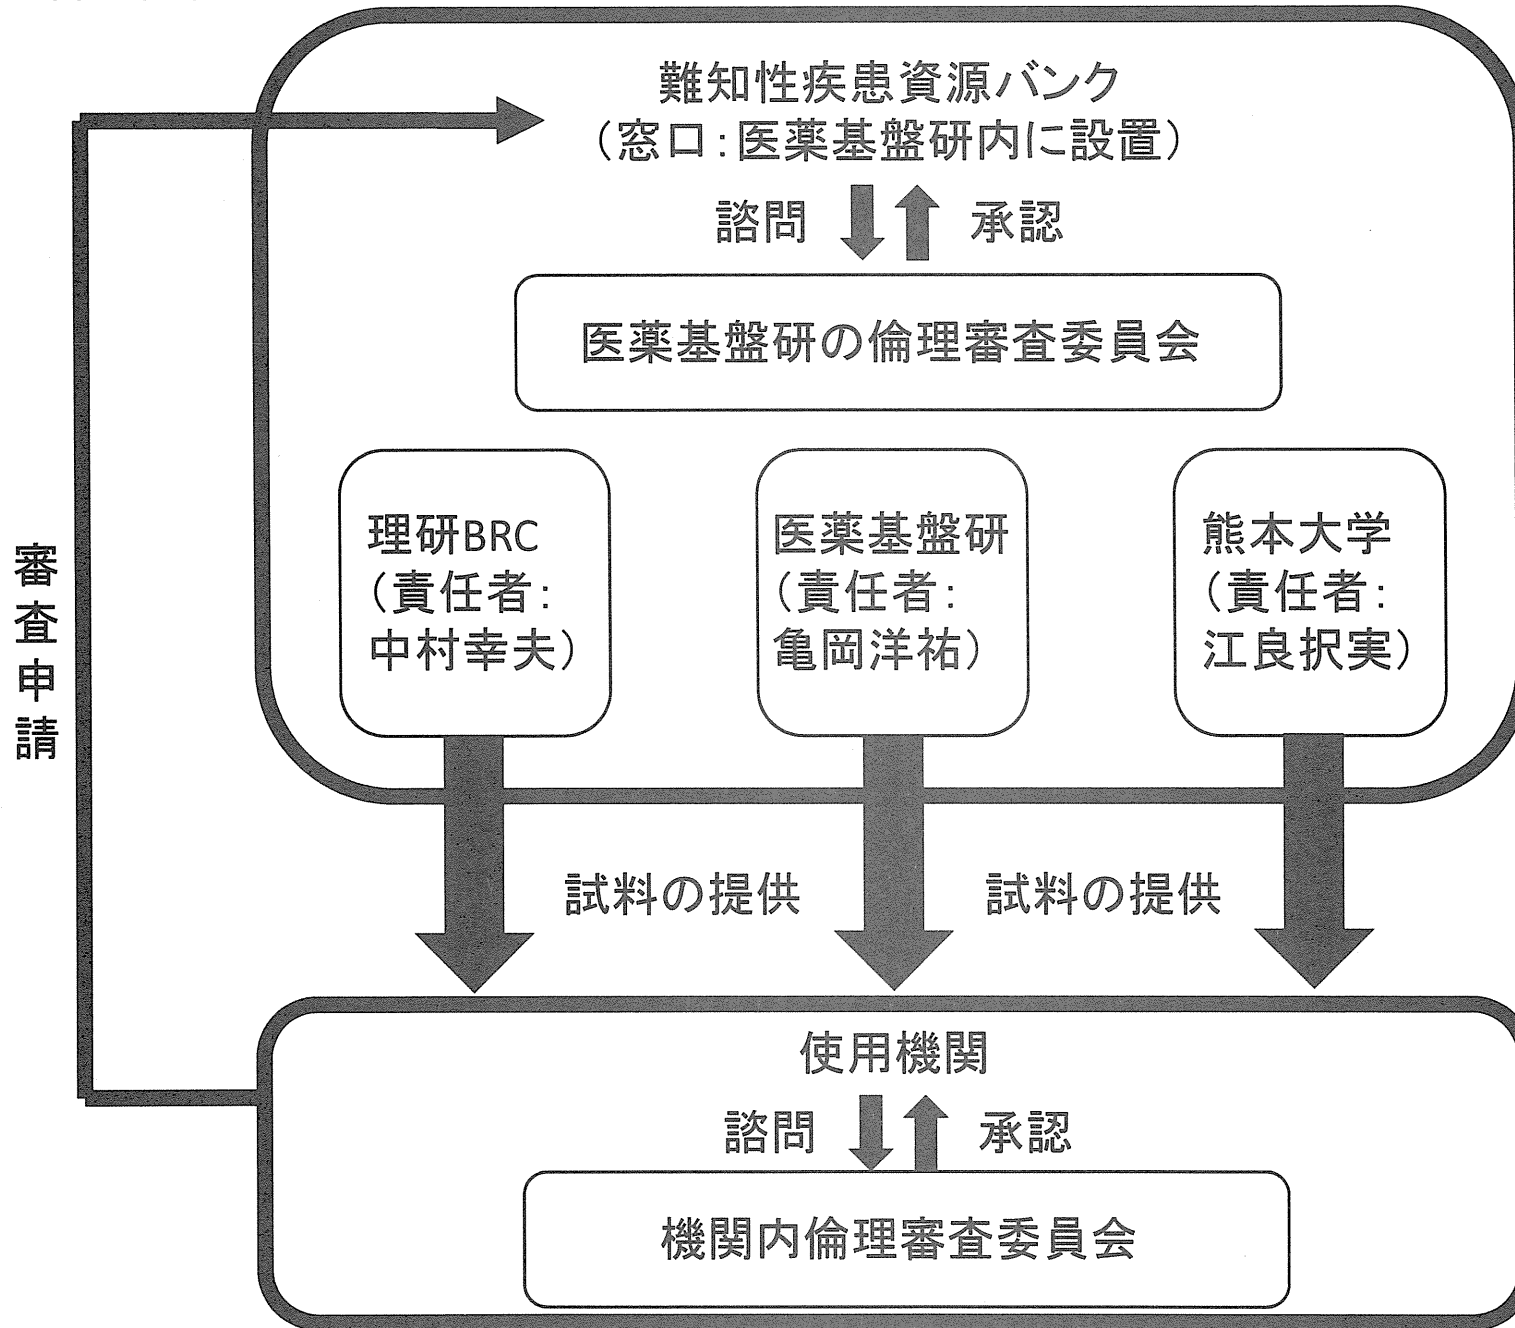 難知性疾患資源バンク
（窓口：医薬基盤研内に設置）
諮問 承認
医薬基盤研の倫理審査委員会
理研BRC
（責任者：
中村幸夫）
医薬基盤研
（責任者：
亀岡洋祐）
熊本大学
（責任者：
江良択実）
審査申請
試料の提供 試料の提供
使用機関
諮問 承認
機関内倫理審査委員会